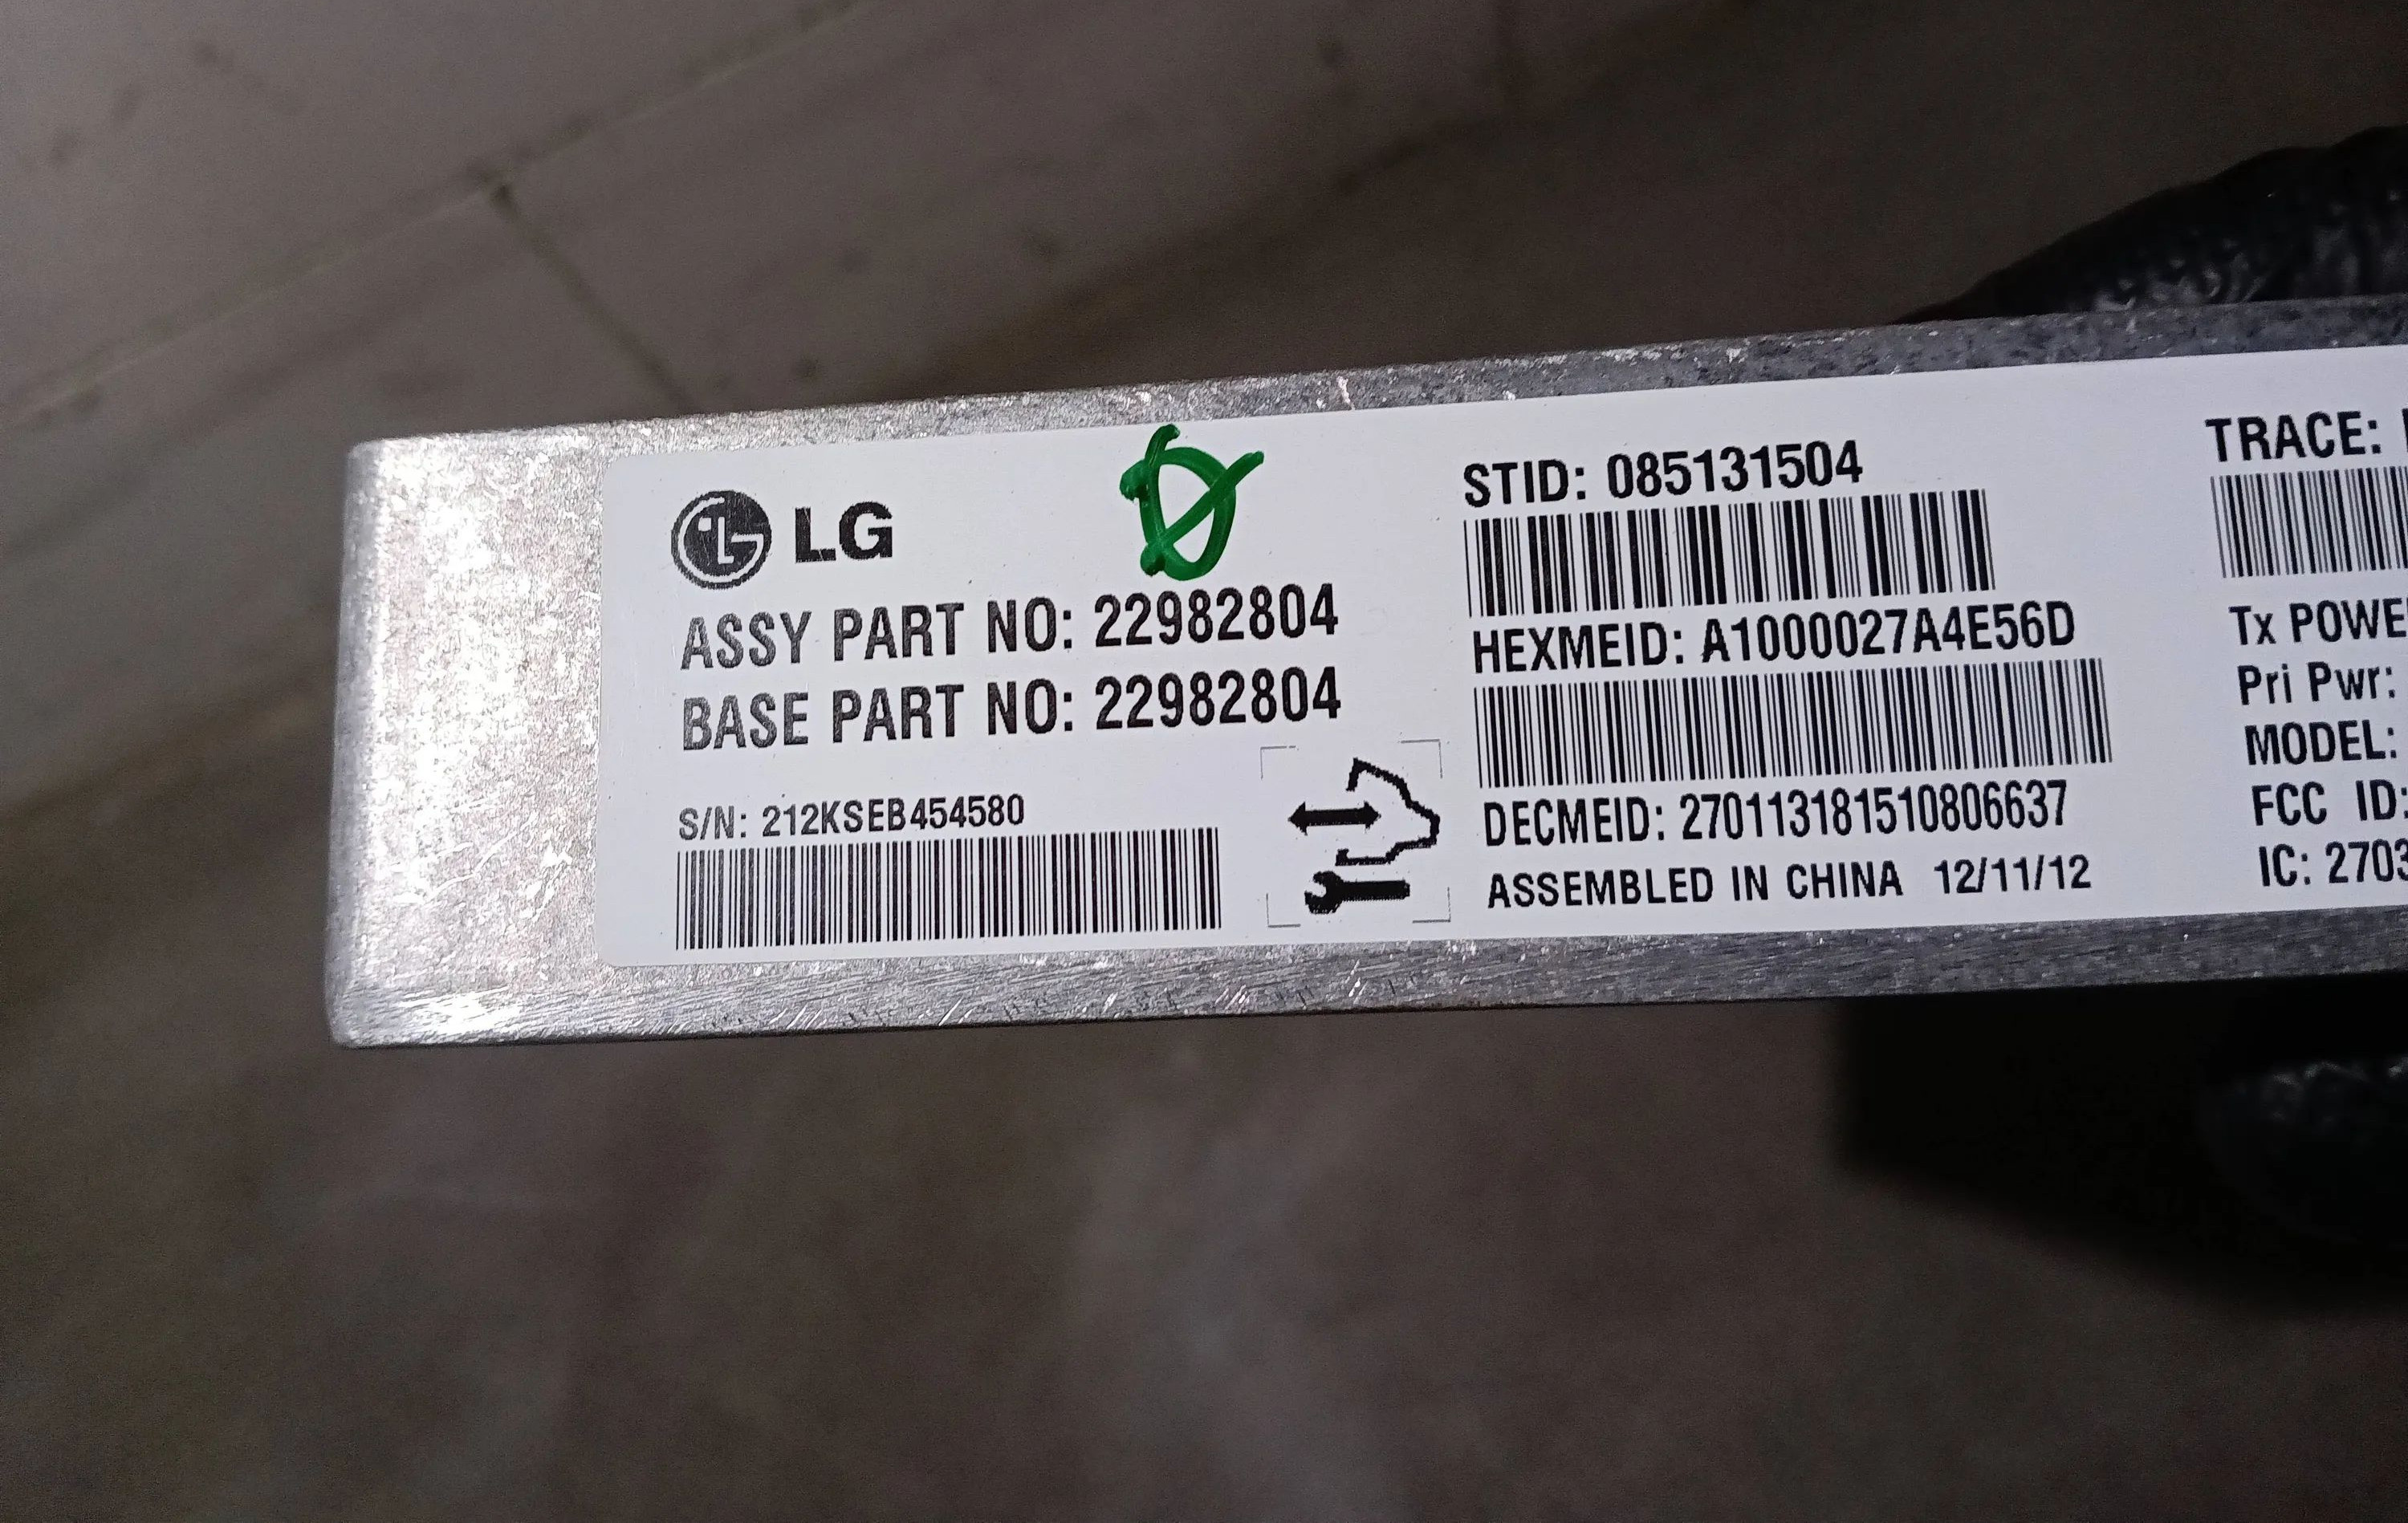 LG
ASSY PART NO: 22982804
BASE PART NO: 22982804
S/N: 212KSEB454580
STID: 085131504
HEXMEID: A1000027A4E56D
DECMEID: 270113181510806637
ASSEMBLED IN CHINA 12/11/12
TRACE:
Tx POWE
Pri Pwr:
MODEL:
FCC ID:
IC: 2703